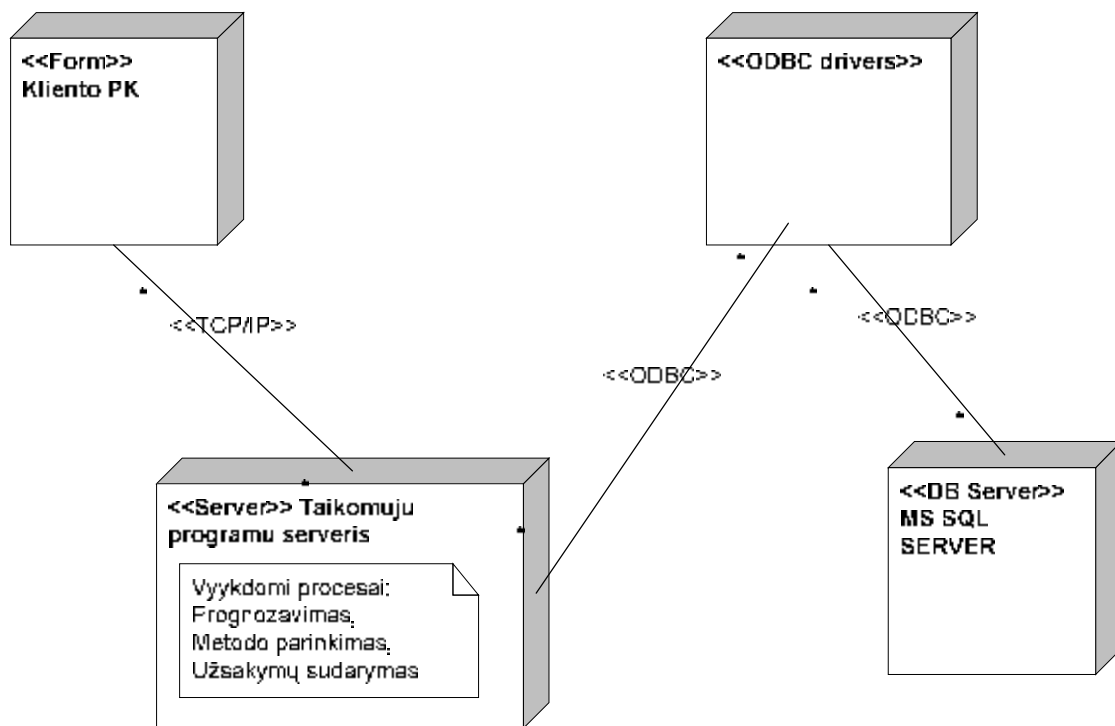 <<Form>>
Kliento PK
<<ODBC drivers>>
<<TCP/IP>>
<<ODBC>>
<<ODBC>>
<<Server>> Taikomuju
programu serveris
Vyykdomi procesai:
Prognozavimas,
Metodo parinkimas,
Užsakymų sudarymas
<<DB Server>>
MS SQL
SERVER